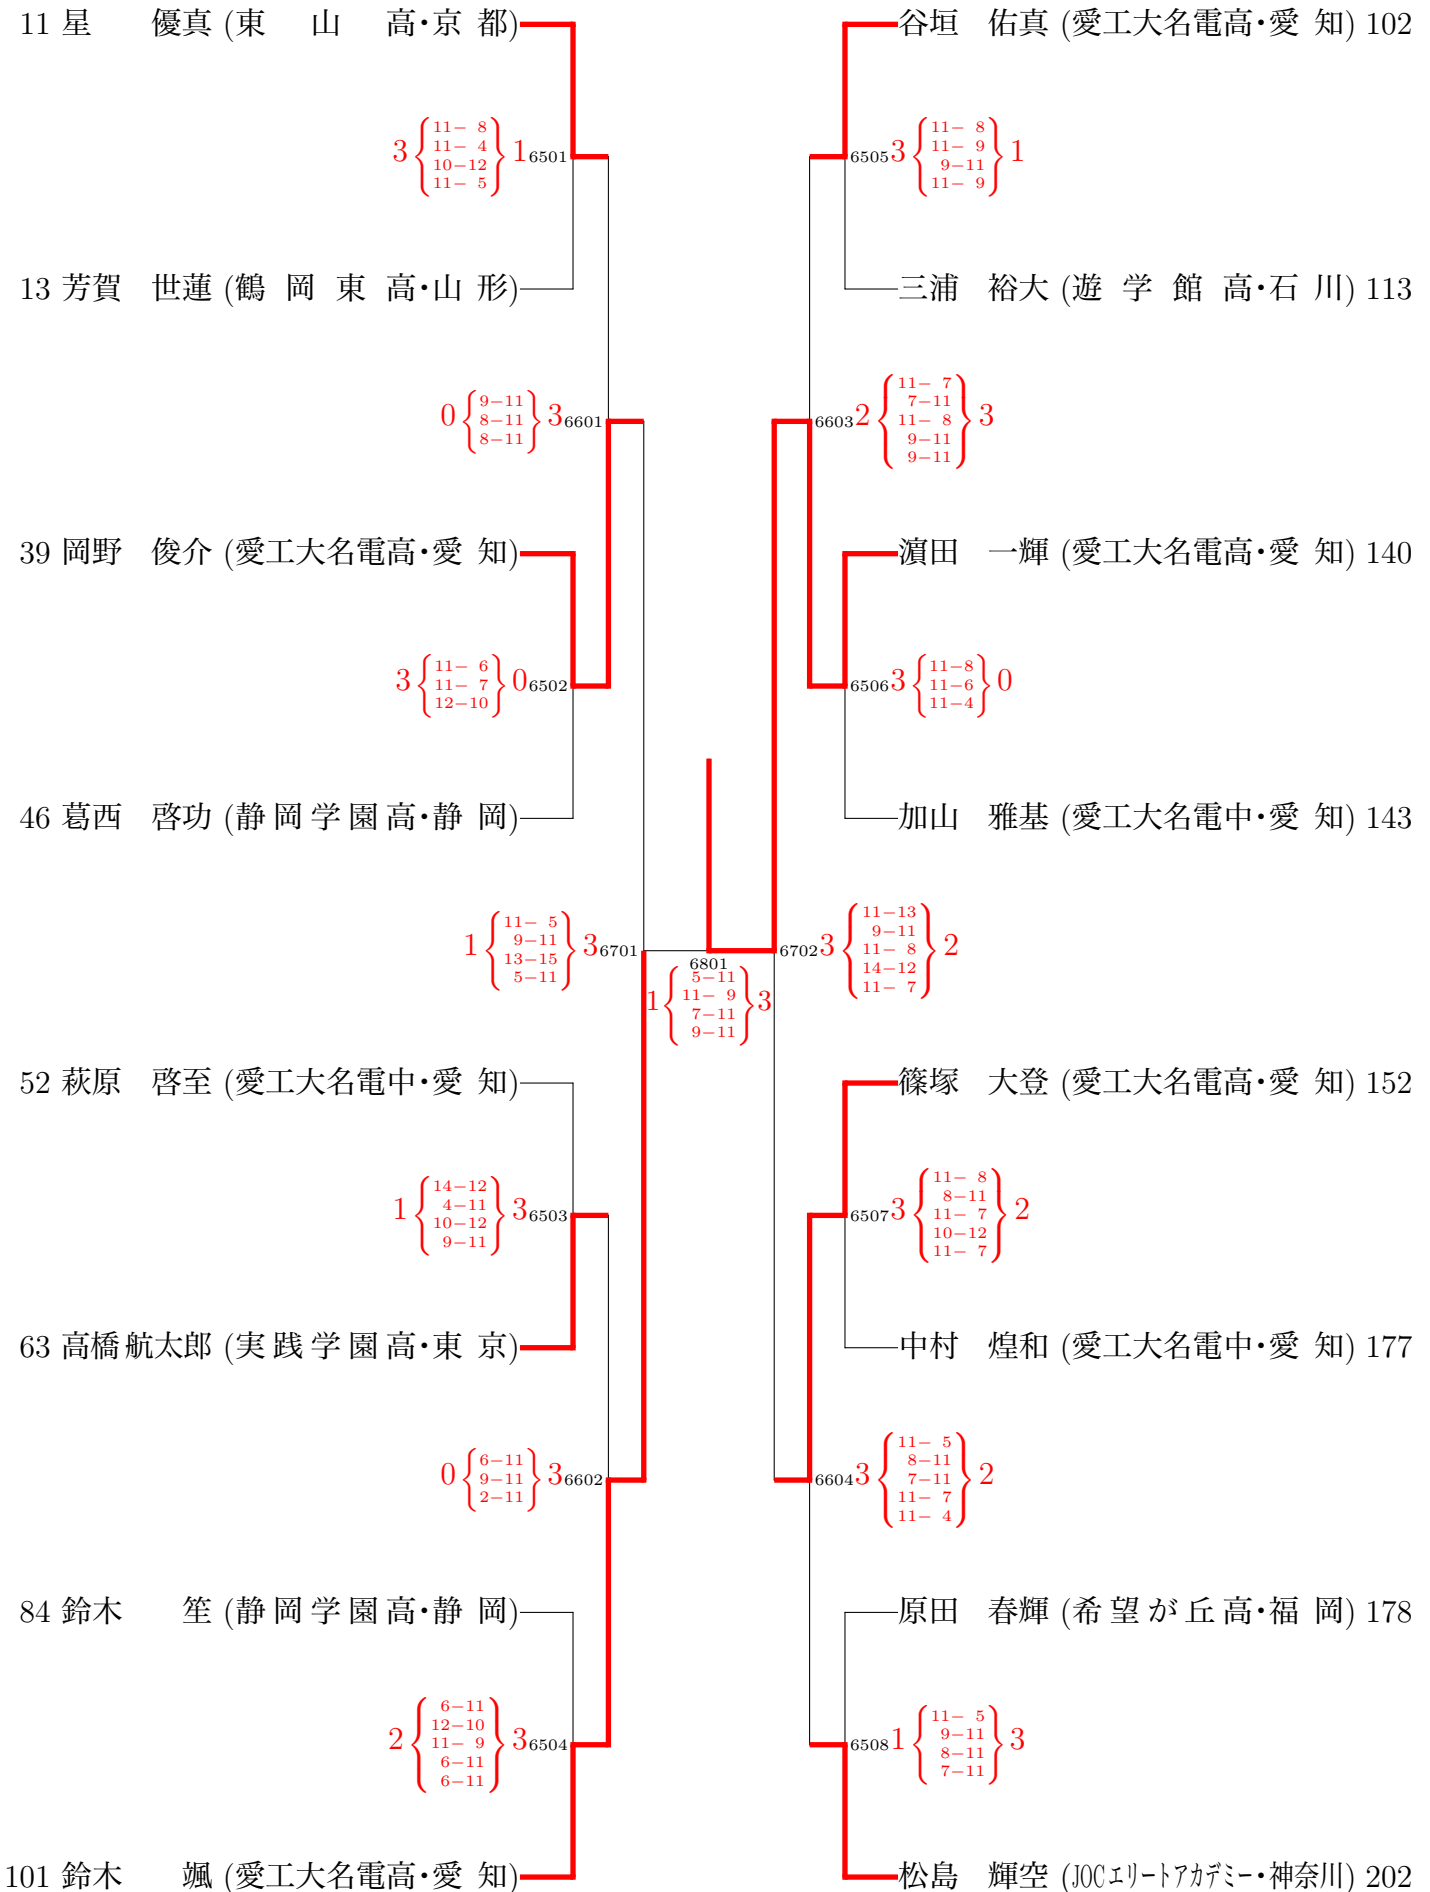 11 星　　優真 (東　山　高・京 都)
谷垣　佑真 (愛工大名電高・愛 知) 102
3 { 11－ 8
11－ 4
10－12
11－ 5 } 1 6501
6505 3 { 11－ 8
11－ 9
9－11
11－ 9 } 1
13 芳賀　世蓮 (鶴 岡 東 高・山 形)
三浦　裕大 (遊 学 館 高・石 川) 113
0 { 9－11
8－11
8－11 } 3 6601
6603 2 { 11－ 7
7－11
11－ 8
9－11
9－11 } 3
39 岡野　俊介 (愛工大名電高・愛 知)
濵田　一輝 (愛工大名電高・愛 知) 140
3 { 11－ 6
11－ 7
12－10 } 0 6502
6506 3 { 11－8
11－6
11－4 } 0
46 葛西　啓功 (静岡学園高・静 岡)
加山　雅基 (愛工大名電中・愛 知) 143
1 { 11－ 5
9－11
13－15
5－11 } 3 6701
6702 3 { 11－13
9－11
11－ 8
14－12
11－ 7 } 2
6801
1 { 5－11
11－ 9
7－11
9－11 } 3
52 萩原　啓至 (愛工大名電中・愛 知)
篠塚　大登 (愛工大名電高・愛 知) 152
1 { 14－12
4－11
10－12
9－11 } 3 6503
6507 3 { 11－ 8
8－11
11－ 7
10－12
11－ 7 } 2
63 高橋航太郎 (実践学園高・東 京)
中村　煌和 (愛工大名電中・愛 知) 177
0 { 6－11
9－11
2－11 } 3 6602
6604 3 { 11－ 5
8－11
7－11
11－ 7
11－ 4 } 2
84 鈴木　　笙 (静岡学園高・静 岡)
原田　春輝 (希望が丘高・福 岡) 178
2 { 6－11
12－10
11－ 9
6－11
6－11 } 3 6504
6508 1 { 11－ 5
9－11
8－11
7－11 } 3
101 鈴木　　颯 (愛工大名電高・愛 知)
松島　輝空 (JOCエリートアカデミー・神奈川) 202